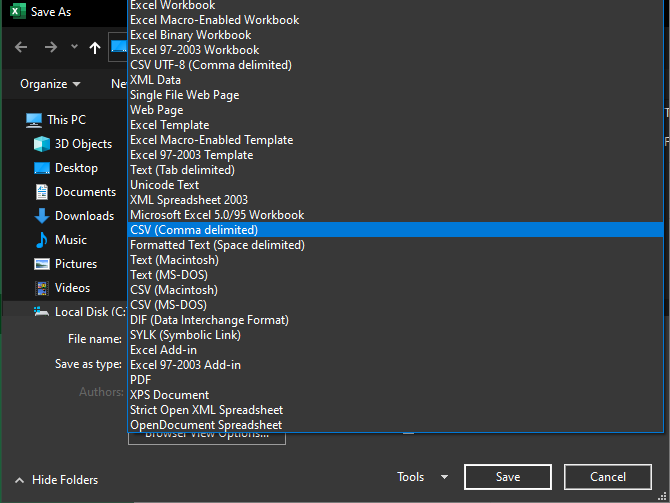 Save As
Excel Workbook
Excel Macro-Enabled Workbook
Excel Binary Workbook
Excel 97-2003 Workbook
CSV UTF-8 (Comma delimited)
XML Data
Single File Web Page
Web Page
Excel Template
Excel Macro-Enabled Template
Excel 97-2003 Template
Text (Tab delimited)
Unicode Text
XML Spreadsheet 2003
Microsoft Excel 5.0/95 Workbook
CSV (Comma delimited)
Formatted Text (Space delimited)
Text (Macintosh)
Text (MS-DOS)
CSV (Macintosh)
CSV (MS-DOS)
DIF (Data Interchange Format)
SYLK (Symbolic Link)
Excel Add-in
Excel 97-2003 Add-in
PDF
XPS Document
Strict Open XML Spreadsheet
OpenDocument Spreadsheet
Organize
Ne
This PC
3D Objects
Desktop
Documents
Downloads
Music
Pictures
Videos
Local Disk (C:
File name:
Save as type:
Authors:
Browser View Options...
Hide Folders
Tools
Save
Cancel